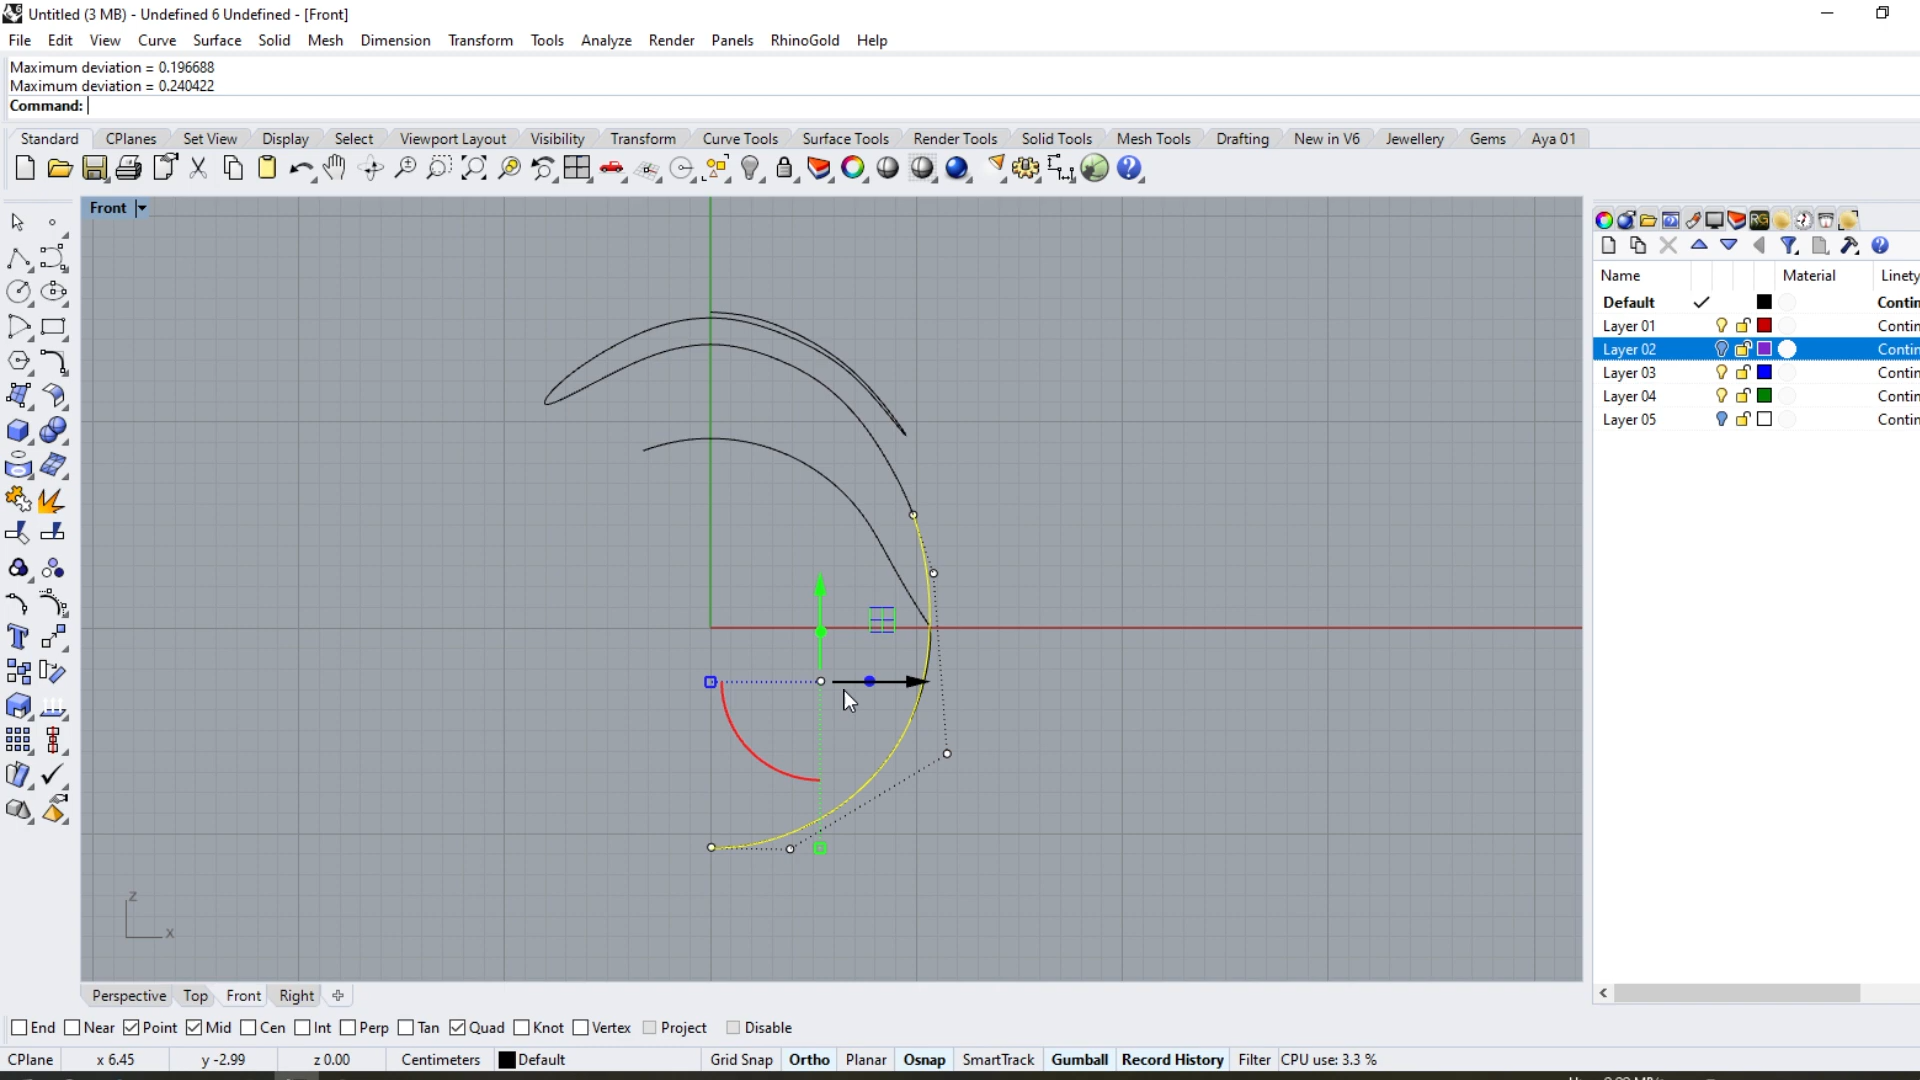 Untitled (3 MB) - Undefined 6 Undefined - [Front]
File Edit View Curve Surface Solid Mesh Dimension Transform Tools Analyze Render Panels RhinoGold Help
Maximum deviation = 0.196688
Maximum deviation = 0.240422
Command:
Standard CPlanes Set View Display Select Viewport Layout Visibility Transform Curve Tools Surface Tools Render Tools Solid Tools Mesh Tools Drafting New in V6 Jewellery Gems Aya 01
Front
RG
Name Material Linety
Default Contin
Layer 01 Contin
Layer 02 Contin
Layer 03 Contin
Layer 04 Contin
Layer 05 Contin
z
x
Perspective Top Front Right
End Near Point Mid Cen Int Perp Tan Quad Knot Vertex Project Disable
CPlane x 6.45 y -2.99 z 0.00 Centimeters Default Grid Snap Ortho Planar Osnap SmartTrack Gumball Record History Filter CPU use: 3.3 %